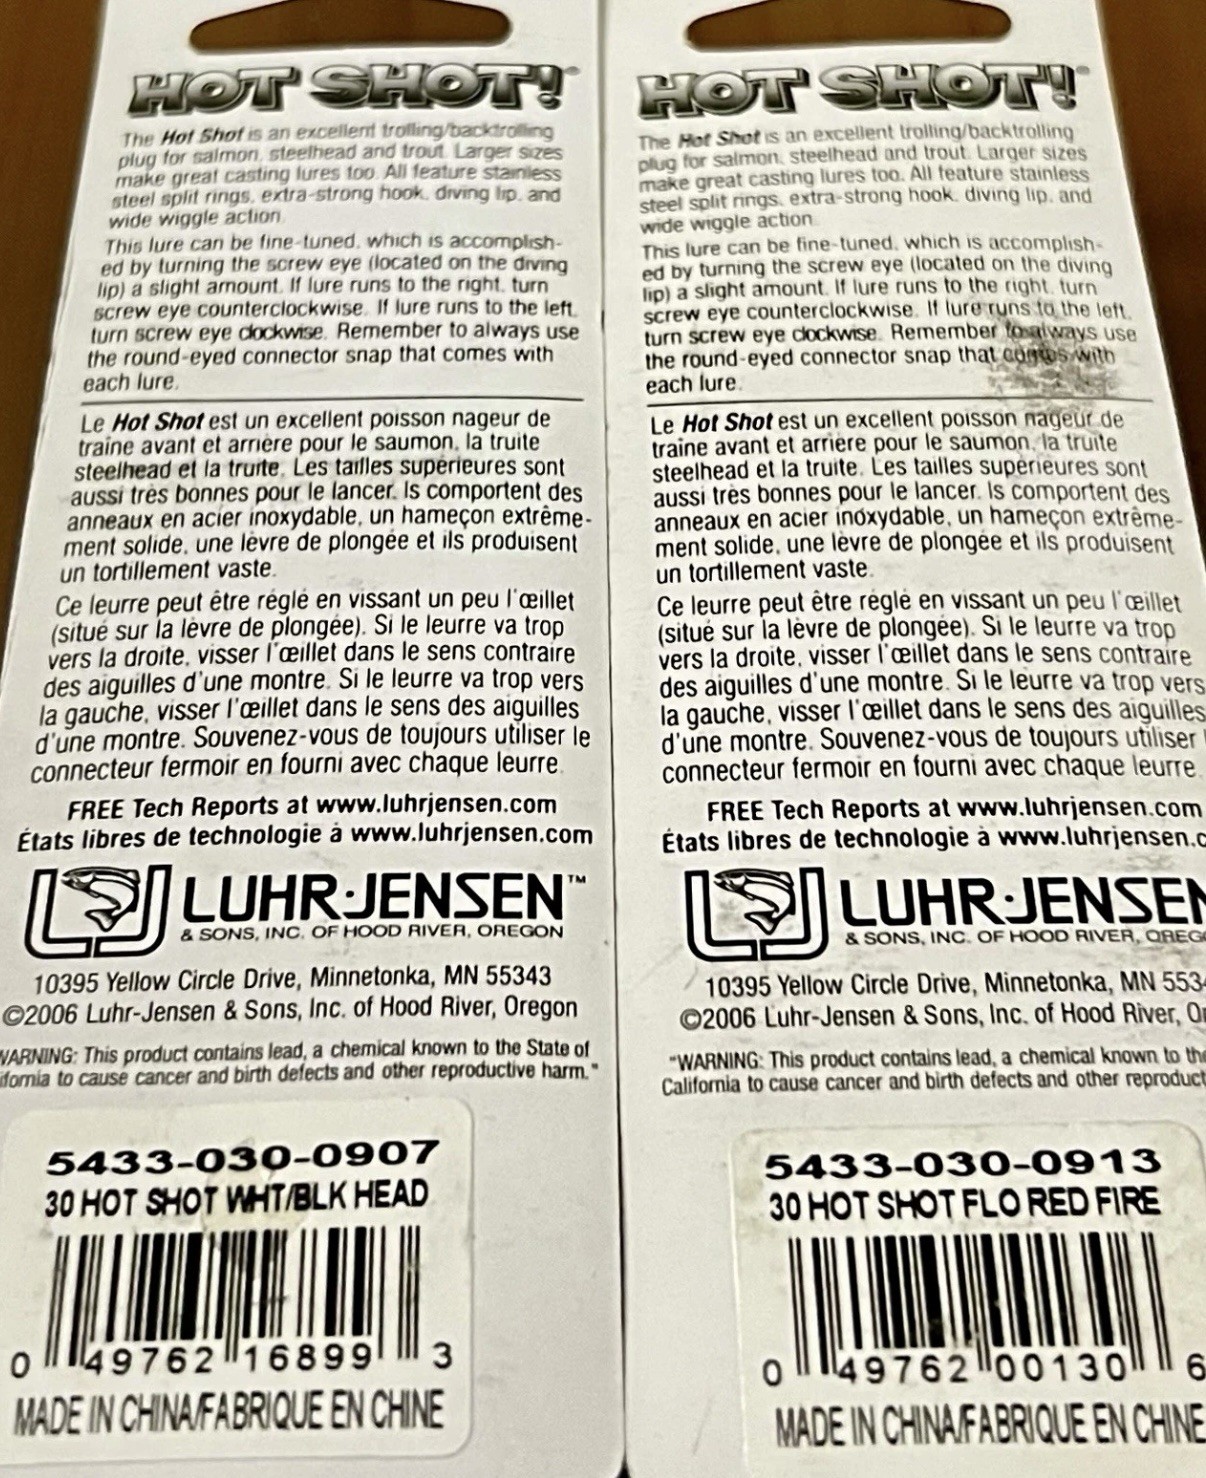 HOT SHOT!®
The Hot Shot is an excellent trolling/backtrolling
plug for salmon, steelhead and trout. Larger sizes
make great casting lures too. All feature stainless
steel split rings, extra-strong hook, diving lip, and
wide wiggle action.
This lure can be fine-tuned, which is accomplish-
ed by turning the screw eye (located on the diving
lip) a slight amount. If lure runs to the right, turn
screw eye counterclockwise. If lure runs to the left,
turn screw eye clockwise. Remember to always use
the round-eyed connector snap that comes with
each lure.
Le Hot Shot est un excellent poisson nageur de
traîne avant et arrière pour le saumon, la truite
steelhead et la truite. Les tailles supérieures sont
aussi très bonnes pour le lancer. Is comportent des
anneaux en acier inoxydable, un hameçon extrême-
ment solide, une lèvre de plongée et ils produisent
un tortillement vaste.
Ce leurre peut être réglé en vissant un peu l'œillet
(situé sur la lèvre de plongée). Si le leurre va trop
vers la droite, visser l'œillet dans le sens contraire
des aiguilles d'une montre. Si le leurre va trop vers
la gauche, visser l'œillet dans le sens des aiguilles
d'une montre. Souvenez-vous de toujours utiliser le
connecteur fermoir en fourni avec chaque leurre.
FREE Tech Reports at www.luhrjensen.com
États libres de technologie à www.luhrjensen.com
LUHR·JENSEN™
& SONS, INC. OF HOOD RIVER, OREGON
10395 Yellow Circle Drive, Minnetonka, MN 55343
©2006 Luhr-Jensen & Sons, Inc. of Hood River, Oregon
WARNING: This product contains lead, a chemical known to the State of
ifornia to cause cancer and birth defects and other reproductive harm."
5433-030-0907
30 HOT SHOT WHT/BLK HEAD
0 49762 16899 3
MADE IN CHINA/FABRIQUE EN CHINE
HOT SHOT!®
The Hot Shot is an excellent trolling/backtrolling
plug for salmon, steelhead and trout. Larger sizes
make great casting lures too. All feature stainless
steel split rings, extra-strong hook, diving lip, and
wide wiggle action.
This lure can be fine-tuned, which is accomplish-
ed by turning the screw eye (located on the diving
lip) a slight amount. If lure runs to the right, turn
screw eye counterclockwise. If lure runs to the left,
turn screw eye clockwise. Remember to always use
the round-eyed connector snap that comes with
each lure.
Le Hot Shot est un excellent poisson nageur de
traîne avant et arrière pour le saumon, la truite
steelhead et la truite. Les tailles supérieures sont
aussi très bonnes pour le lancer. Is comportent des
anneaux en acier inoxydable, un hameçon extrême-
ment solide, une lèvre de plongée et ils produisent
un tortillement vaste.
Ce leurre peut être réglé en vissant un peu l'œillet
(situé sur la lèvre de plongée). Si le leurre va trop
vers la droite, visser l'œillet dans le sens contraire
des aiguilles d'une montre. Si le leurre va trop vers
la gauche, visser l'œillet dans le sens des aiguilles
d'une montre. Souvenez-vous de toujours utiliser
connecteur fermoir en fourni avec chaque leurre.
FREE Tech Reports at www.luhrjensen.com
États libres de technologie à www.luhrjensen.c
LUHR·JENSEN
& SONS, INC. OF HOOD RIVER, OREG
10395 Yellow Circle Drive, Minnetonka, MN 553
©2006 Luhr-Jensen & Sons, Inc. of Hood River, O
"WARNING: This product contains lead, a chemical known to the
California to cause cancer and birth defects and other reproduct
5433-030-0913
30 HOT SHOT FLO RED FIRE
0 49762 00130 6
MADE IN CHINA/FABRIQUE EN CHINE